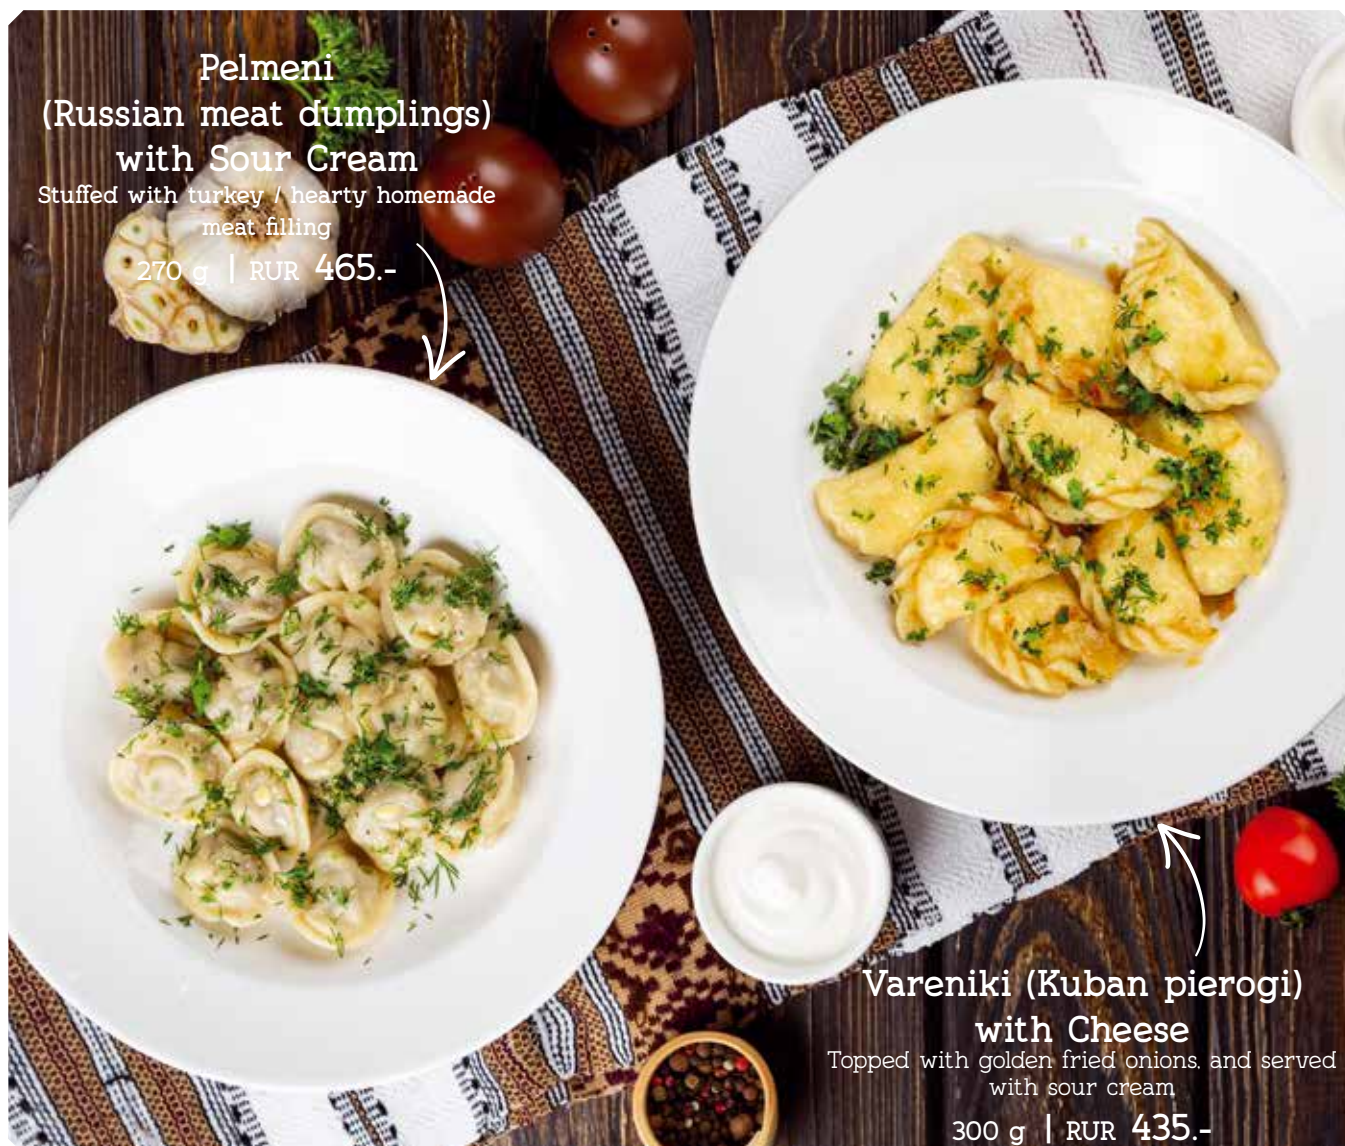 Pelmeni
(Russian meat dumplings)
with Sour Cream
Stuffed with turkey / hearty homemade
meat filling
270 g | RUR 465.-
Vareniki (Kuban pierogi)
with Cheese
Topped with golden fried onions, and served
with sour cream
300 g | RUR 435.-